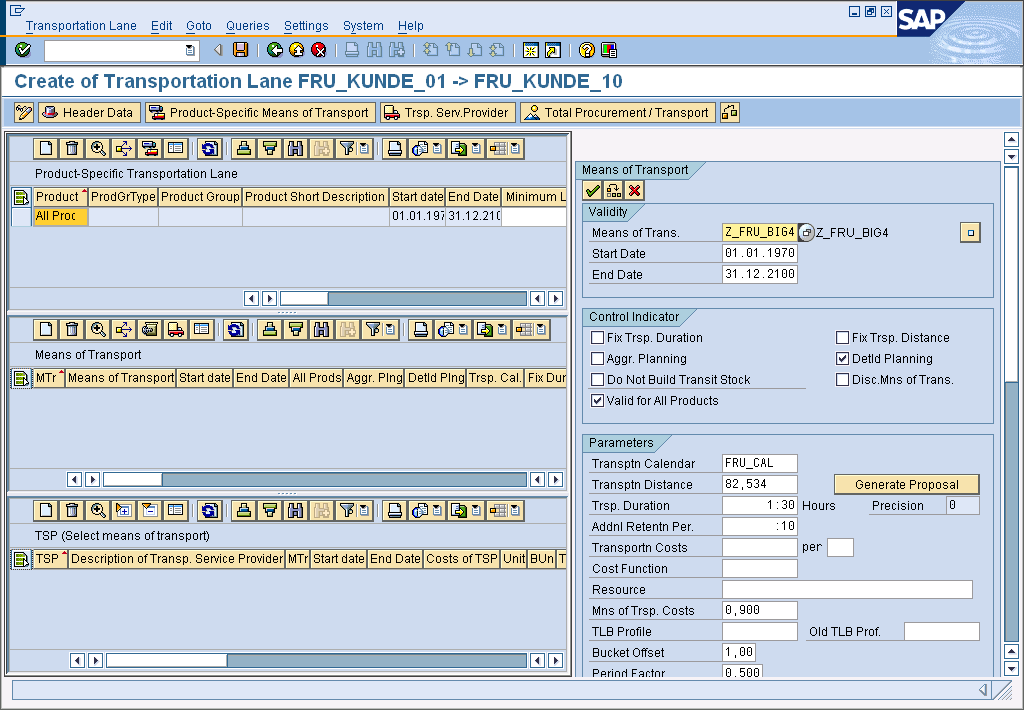 Transportation Lane Edit Goto Queries Settings System Help
SAP
Create of Transportation Lane FRU_KUNDE_01 -> FRU_KUNDE_10
Header Data Product-Specific Means of Transport Trsp. Serv.Provider Total Procurement / Transport
Product-Specific Transportation Lane
Product ProdGrType Product Group Product Short Description Start date End Date Minimum L
All Proc 01.01.197 31.12.210
Means of Transport
MTr Means of Transport Start date End Date All Prods Aggr. Plng Detld Plng Trsp. Cal. Fix Dur
TSP (Select means of transport)
TSP Description of Transp. Service Provider MTr Start date End Date Costs of TSP Unit BUn T
Means of Transport
Validity
Means of Trans. Z_FRU_BIG4 Z_FRU_BIG4
Start Date 01.01.1970
End Date 31.12.2100
Control Indicator
Fix Trsp. Duration Fix Trsp. Distance
Aggr. Planning Detld Planning
Do Not Build Transit Stock Disc.Mns of Trans.
Valid for All Products
Parameters
Transptn Calendar FRU_CAL
Transptn Distance 82,534 Generate Proposal
Trsp. Duration 1:30 Hours Precision 0
Addnl Retentn Per. :10
Transportn Costs per
Cost Function
Resource
Mns of Trsp. Costs 0,900
TLB Profile Old TLB Prof.
Bucket Offset 1,00
Period Factor 0.500